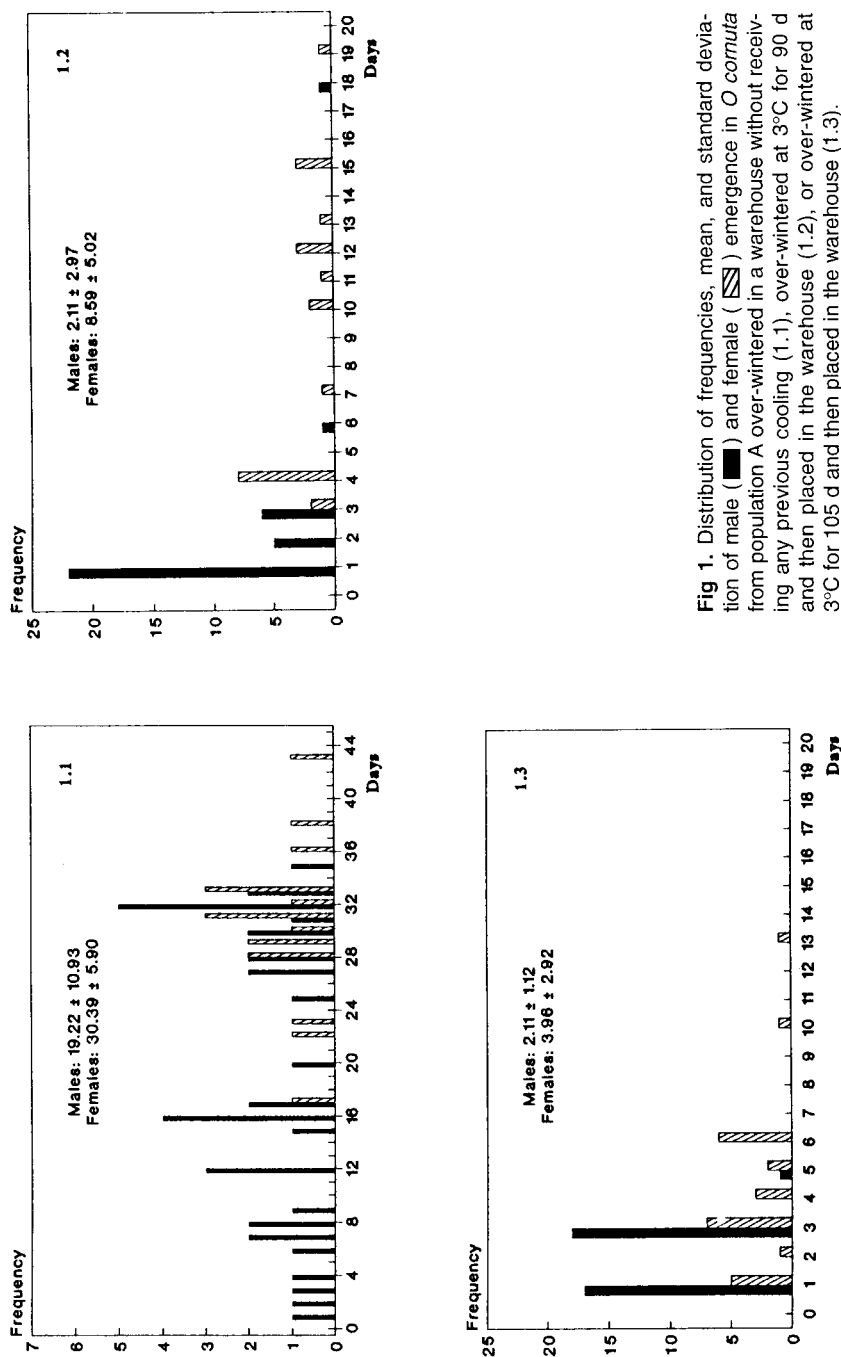 Frequency
7
6
5
4
3
2
1
0
1.1
Males: 19.22 ± 10.93
Females: 30.39 ± 5.90
0 4 8 12 16 20 24 28 32 36 40 44
Days
Frequency
25
20
15
10
5
0
1.2
Males: 2.11 ± 2.97
Females: 8.59 ± 5.02
0 1 2 3 4 5 6 7 8 9 10 11 12 13 14 15 16 17 18 19 20
Days
Frequency
25
20
15
10
5
0
1.3
Males: 2.11 ± 1.12
Females: 3.96 ± 2.92
0 1 2 3 4 5 6 7 8 9 10 11 12 13 14 15 16 17 18 19 20
Days
Fig 1. Distribution of frequencies, mean, and standard devia-
tion of male ( ) and female ( ) emergence in O cornuta
from population A over-wintered in a warehouse without receiv-
ing any previous cooling (1.1), over-wintered at 3°C for 90 d
and then placed in the warehouse (1.2), or over-wintered at
3°C for 105 d and then placed in the warehouse (1.3).